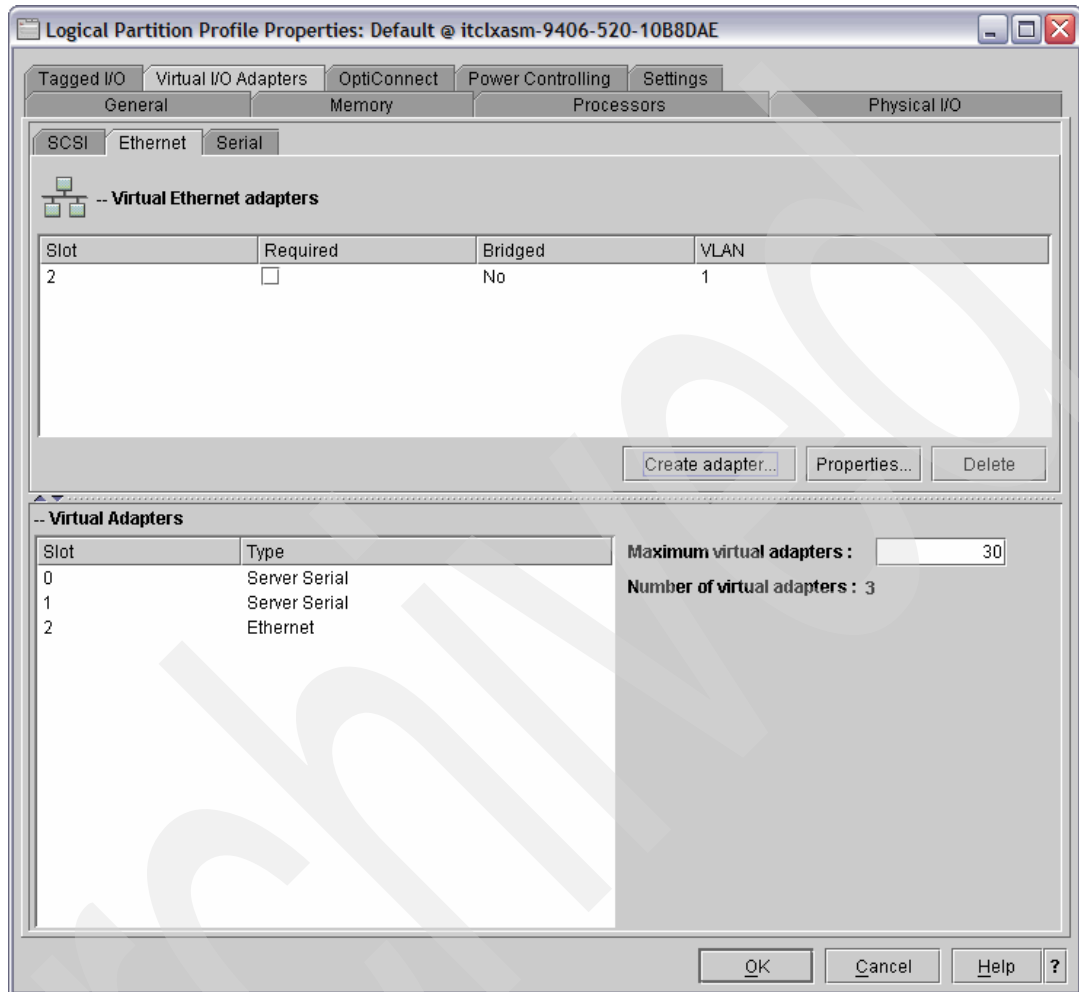 Logical Partition Profile Properties: Default @ itclxasm-9406-520-10B8DAE
Tagged I/O Virtual I/O Adapters OptiConnect Power Controlling Settings
General Memory Processors Physical I/O
SCSI Ethernet Serial
-- Virtual Ethernet adapters
Slot Required Bridged VLAN
2 No 1
Create adapter... Properties... Delete
-- Virtual Adapters
Slot Type
0 Server Serial
1 Server Serial
2 Ethernet
Maximum virtual adapters : 30
Number of virtual adapters : 3
OK Cancel Help ?